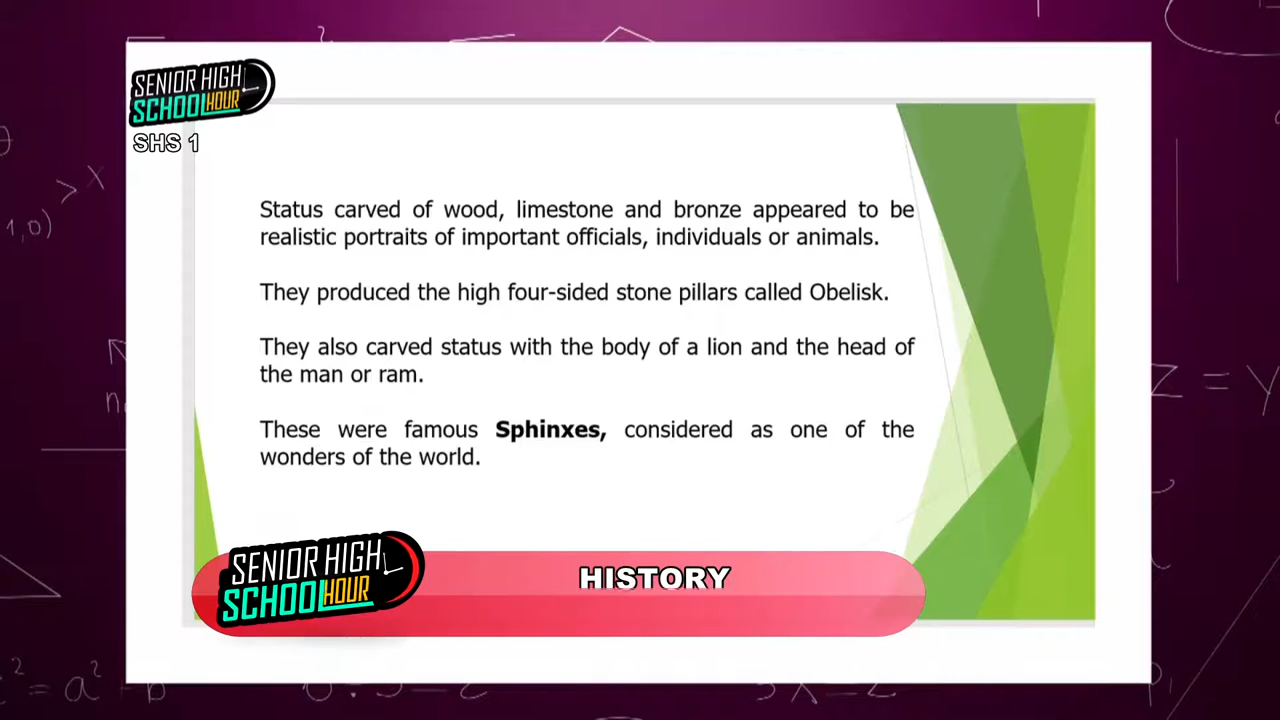 SENIOR HIGH
SCHOOL HOUR
SHS 1
Status carved of wood, limestone and bronze appeared to be
realistic portraits of important officials, individuals or animals.
They produced the high four-sided stone pillars called Obelisk.
They also carved status with the body of a lion and the head of
the man or ram.
These were famous Sphinxes, considered as one of the
wonders of the world.
SENIOR HIGH
SCHOOL HOUR
HISTORY